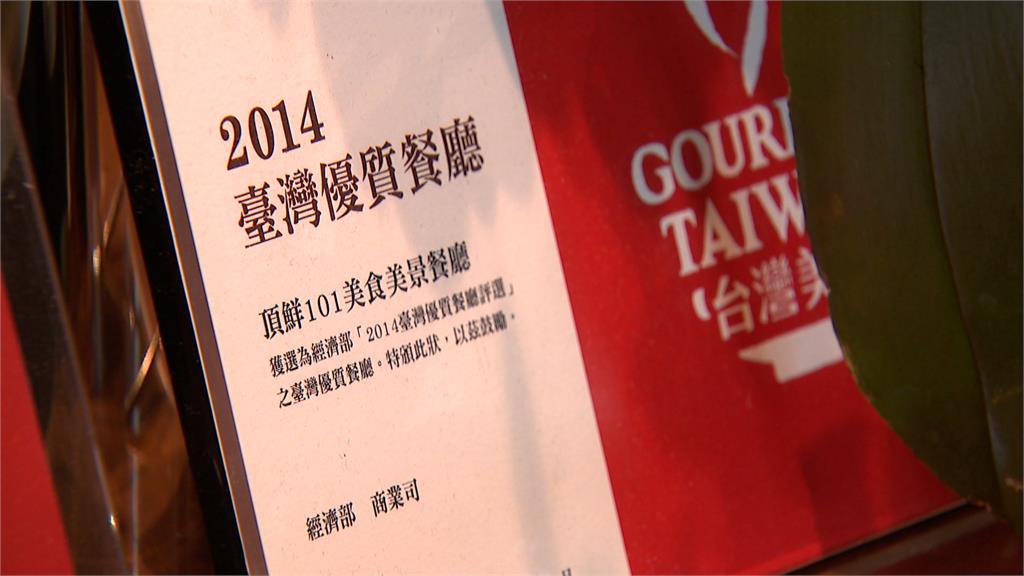 2014
臺灣優質餐廳
頂鮮101美食美景餐廳
獲選為經濟部「2014臺灣優質餐廳評選」
之臺灣優質餐廳。特頒此狀，以茲鼓勵。
經濟部 商業司
GOUR
TAIW
台灣美